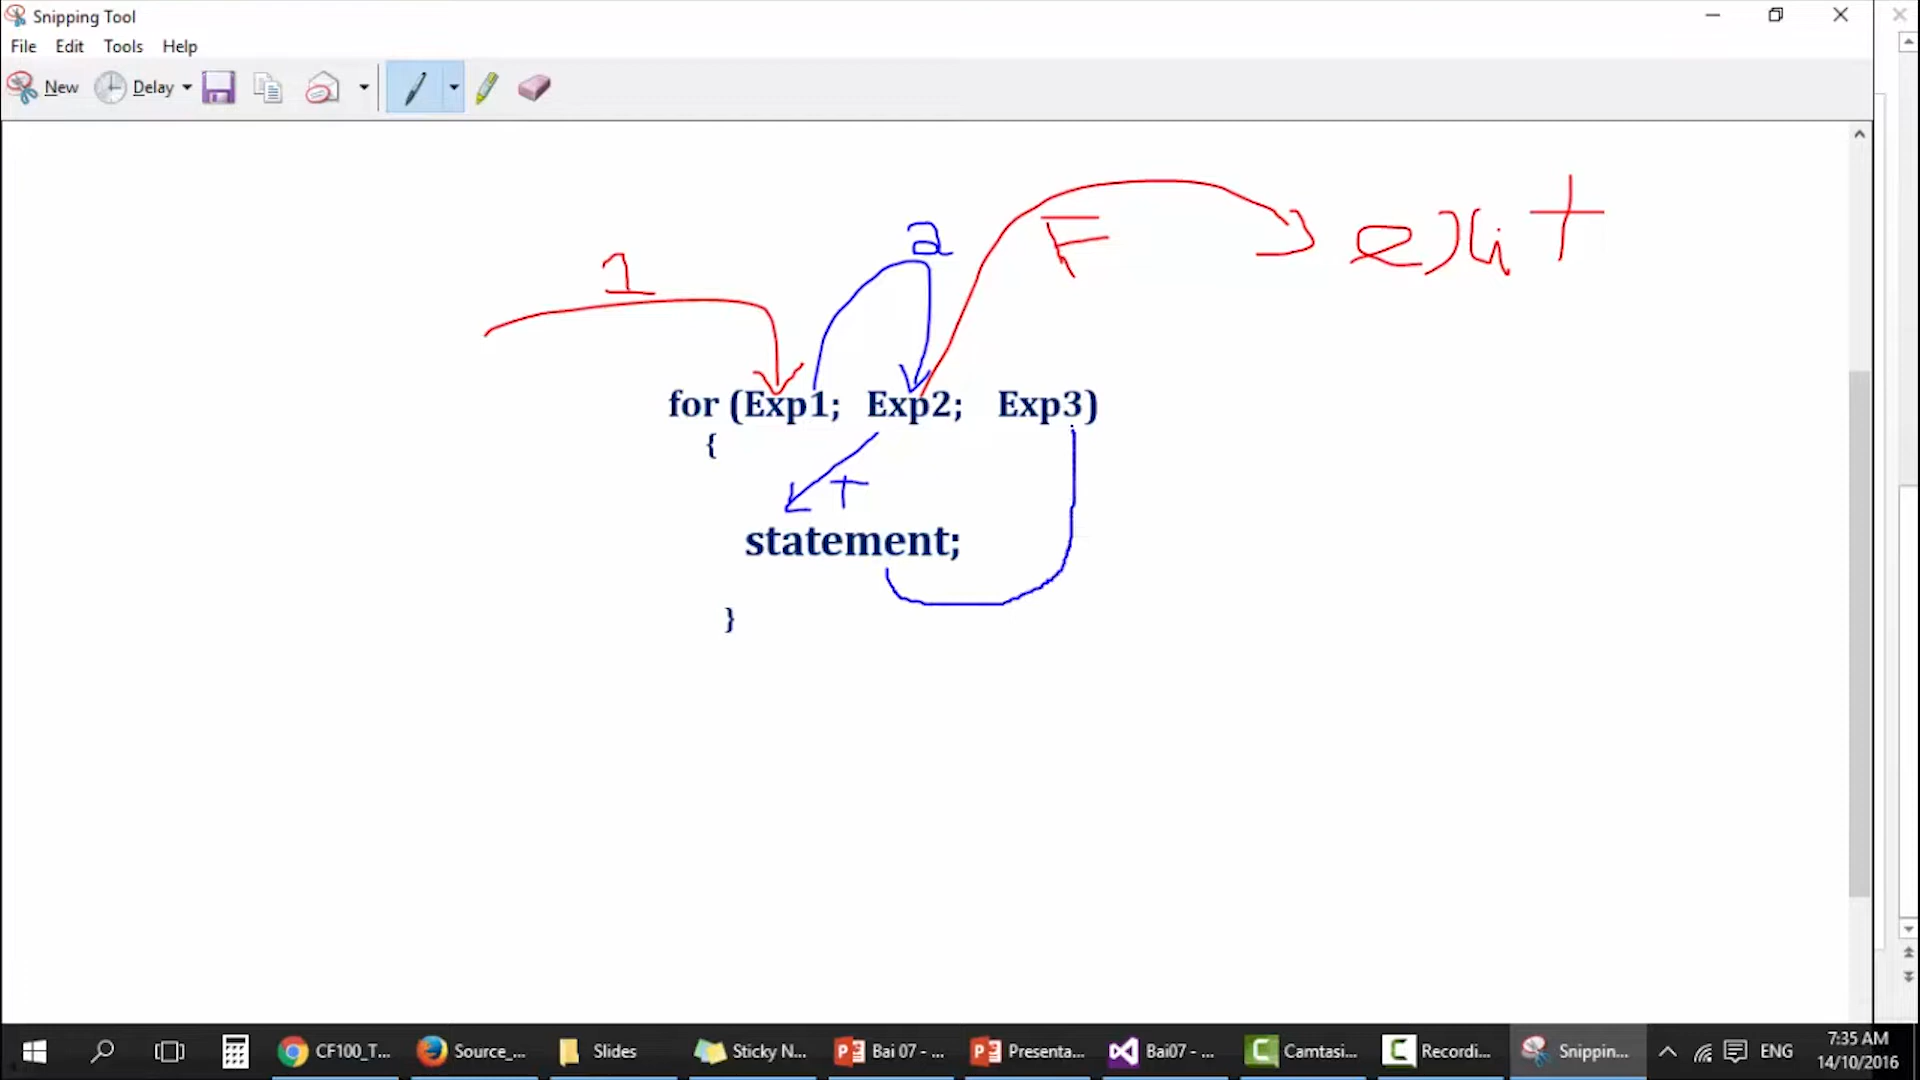 Snipping Tool
File Edit Tools Help
New Delay
1
2
F
exit
for (Exp1; Exp2; Exp3)
{
T
statement;
}
CF100_T... Source_... Slides Sticky N... Bai 07 - ... Presenta... Bai07 - ... Camtasi... Recordi... Snippin... ENG
7:35 AM
14/10/2016